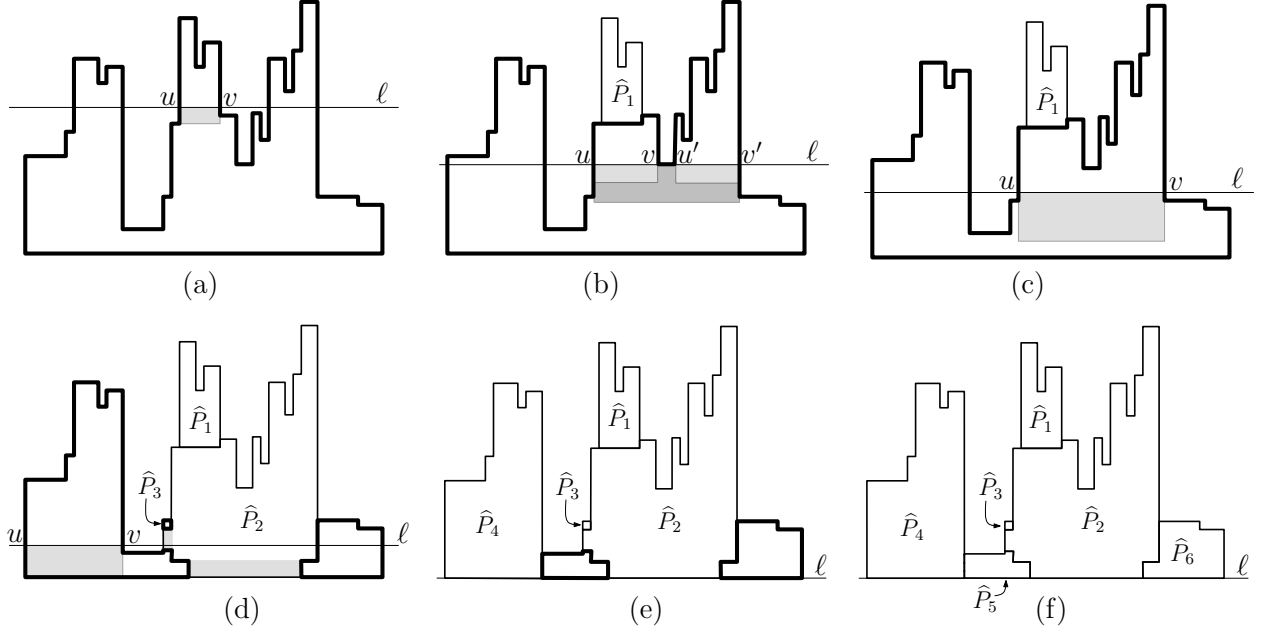 u v ℓ
(a)
P̂₁
u v u′ v′ ℓ
(b)
P̂₁
u v ℓ
(c)
P̂₁
P̂₃ P̂₂
u v ℓ
(d)
P̂₁
P̂₃
P̂₄ P̂₂
ℓ
(e)
P̂₁
P̂₃
P̂₄ P̂₂
P̂₆
ℓ
P̂₅
(f)